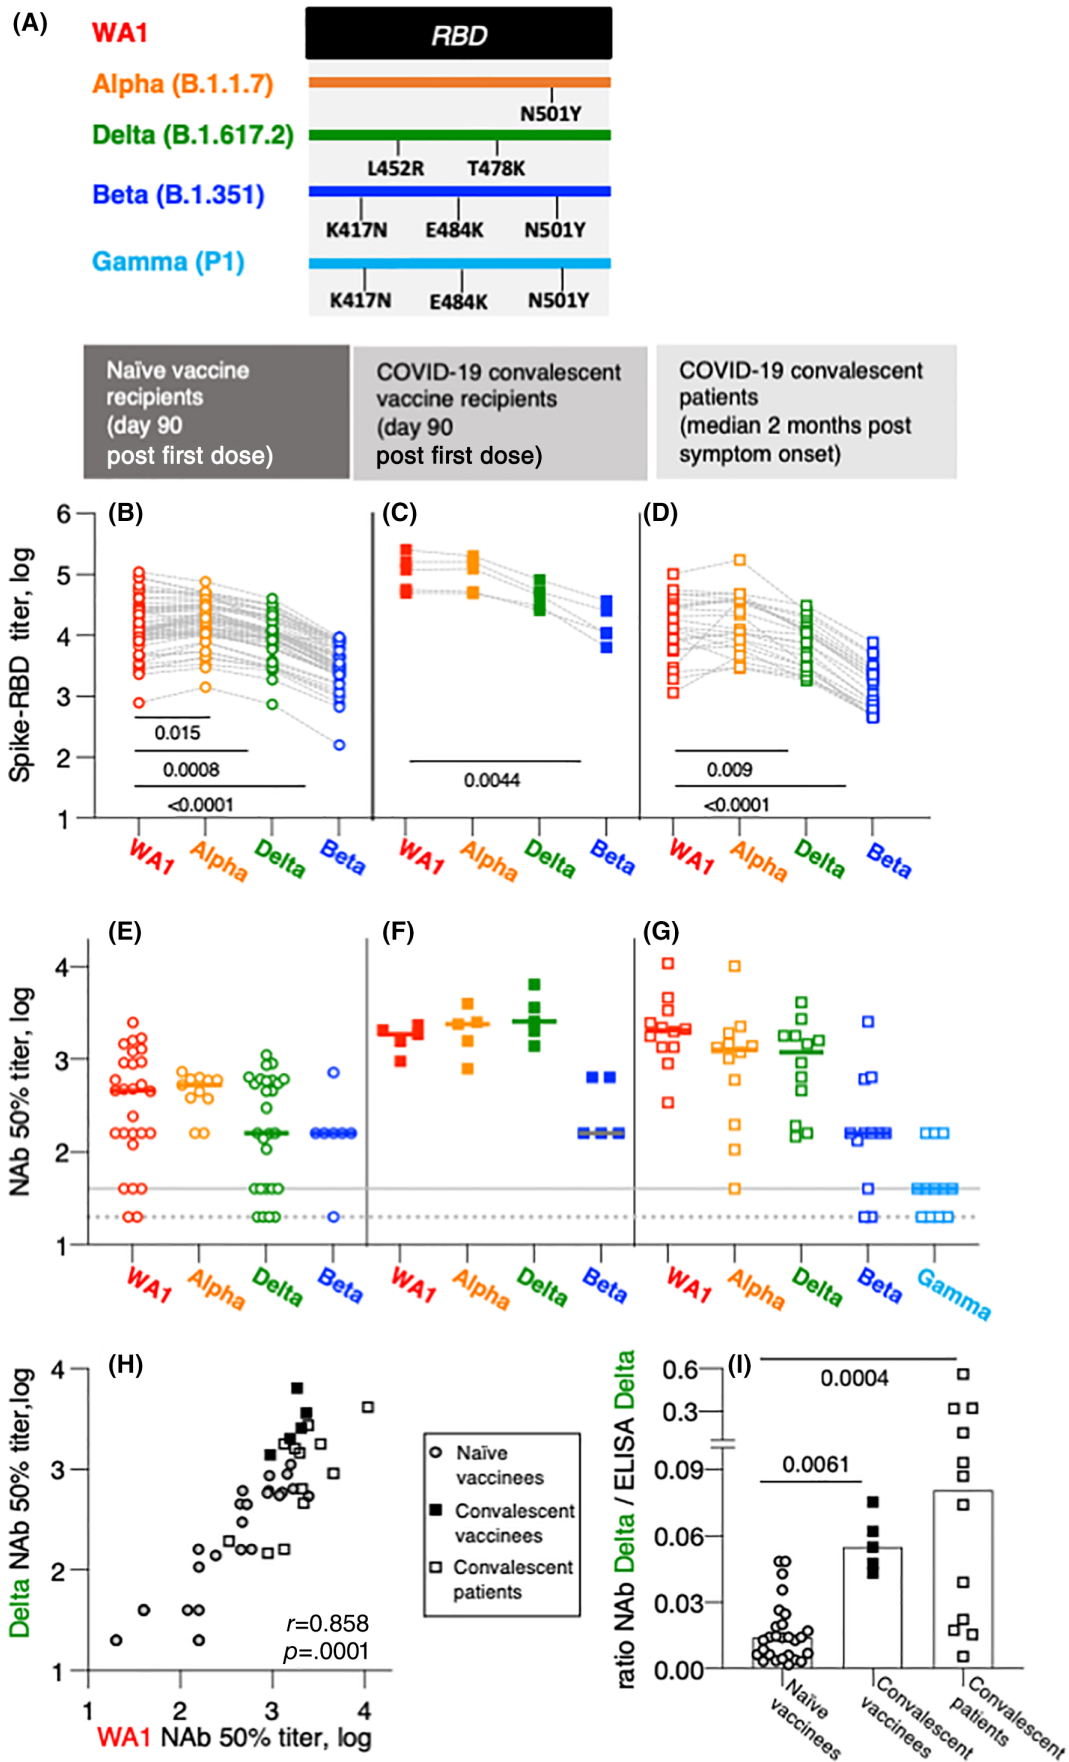 (A)
WA1
RBD
Alpha (B.1.1.7)
N501Y
Delta (B.1.617.2)
L452R T478K
Beta (B.1.351)
K417N E484K N501Y
Gamma (P1)
K417N E484K N501Y
Naïve vaccine
recipients
(day 90
post first dose)
COVID-19 convalescent
vaccine recipients
(day 90
post first dose)
COVID-19 convalescent
patients
(median 2 months post
symptom onset)
Spike-RBD titer, log
6
5
4
3
2
1
(B)
0.015
0.0008
<0.0001
WA1 Alpha Delta Beta
(C)
0.0044
WA1 Alpha Delta Beta
(D)
0.009
<0.0001
WA1 Alpha Delta Beta
NAb 50% titer, log
4
3
2
1
(E)
WA1 Alpha Delta Beta
(F)
WA1 Alpha Delta Beta
(G)
WA1 Alpha Delta Beta Gamma
(H)
Delta NAb 50% titer,log
4
3
2
1
r=0.858
p=.0001
1 2 3 4
WA1 NAb 50% titer, log
Naïve
vaccinees
Convalescent
vaccinees
Convalescent
patients
(I)
ratio NAb Delta / ELISA Delta
0.6
0.3
0.09
0.06
0.03
0.00
0.0004
0.0061
Naïve
vaccinees
Convalescent
vaccinees
Convalescent
patients